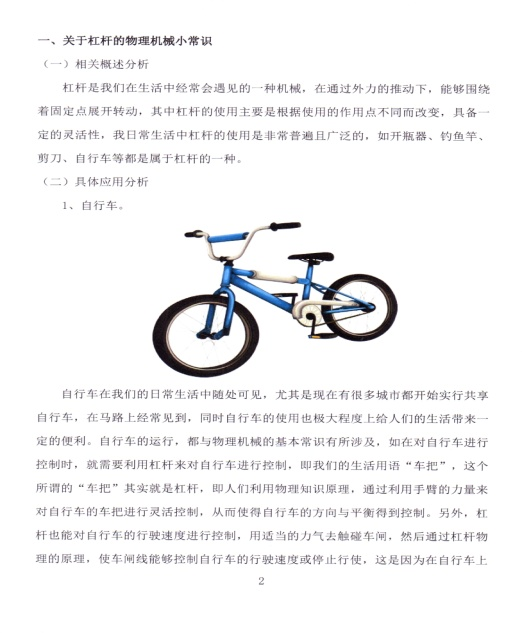 一、关于杠杆的物理机械小常识
（一）相关概述分析
杠杆是我们在生活中经常会遇见的一种机械，在通过外力的推动下，能够围绕
着固定点展开转动，其中杠杆的使用主要是根据使用的作用点不同而改变，具备一
定的灵活性，我日常生活中杠杆的使用是非常普遍且广泛的，如开瓶器、钓鱼竿、
剪刀、自行车等都是属于杠杆的一种。
（二）具体应用分析
1、自行车。
自行车在我们的日常生活中随处可见，尤其是现在有很多城市都开始实行共享
自行车，在马路上经常见到，同时自行车的使用也极大程度上给人们的生活带来一
定的便利。自行车的运行，都与物理机械的基本常识有所涉及，如在对自行车进行
控制时，就需要利用杠杆来对自行车进行控制，即我们的生活用语“车把”，这个
所谓的“车把”其实就是杠杆，即人们利用物理知识原理，通过利用手臂的力量来
对自行车的车把进行灵活控制，从而使得自行车的方向与平衡得到控制。另外，杠
杆也能对自行车的行驶速度进行控制，用适当的力气去触碰车闸，然后通过杠杆物
理的原理，使车闸线能够控制自行车的行驶速度或停止行使，这是因为在自行车上
2